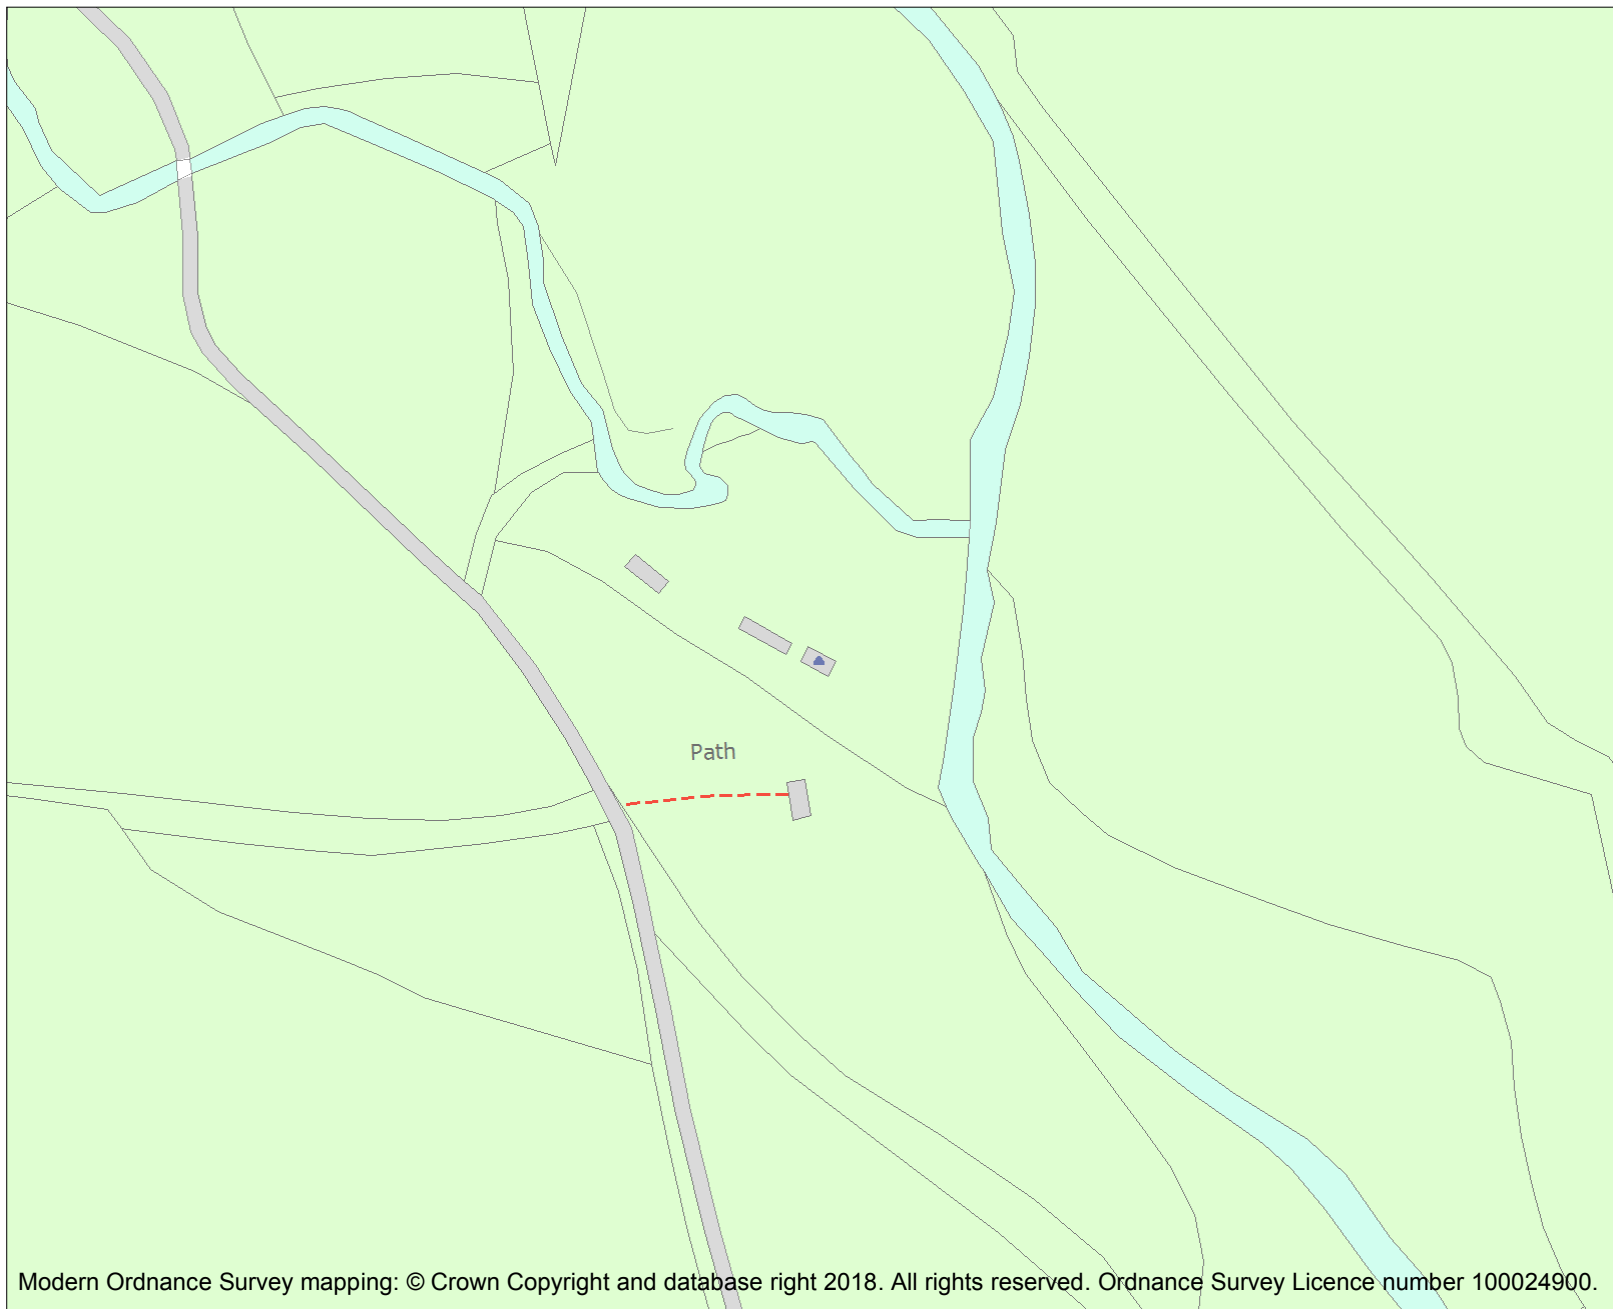 Path
Modern Ordnance Survey mapping: © Crown Copyright and database right 2018. All rights reserved. Ordnance Survey Licence number 100024900.